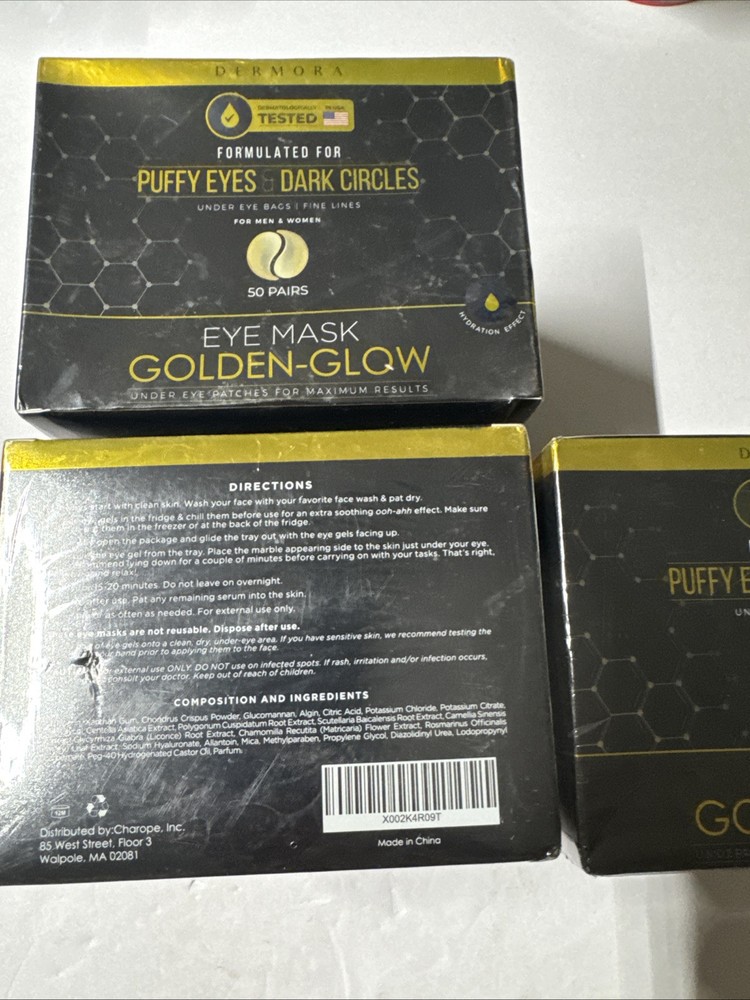 DERMORA
DERMATOLOGICALLY IN USA
TESTED
FORMULATED FOR
PUFFY EYES & DARK CIRCLES
UNDER EYE BAGS | FINE LINES
FOR MEN & WOMEN
50 PAIRS
HYDRATION EFFECT
EYE MASK
GOLDEN-GLOW
UNDER EYE PATCHES FOR MAXIMUM RESULTS
DIRECTIONS
start with clean skin. Wash your face with your favorite face wash & pat dry.
gels in the fridge & chill them before use for an extra soothing ooh-ahh effect. Make sure
them in the freezer or at the back of the fridge.
open the package and glide the tray out with the eye gels facing up.
the eye gel from the tray. Place the marble appearing side to the skin just under your eye.
lying down for a couple of minutes before carrying on with your tasks. That's right,
and relax!
15-20 minutes. Do not leave on overnight.
after use. Pat any remaining serum into the skin.
as often as needed. For external use only.
eye masks are not reusable. Dispose after use.
eye gels onto a clean, dry, under-eye area. If you have sensitive skin, we recommend testing the
hand prior to applying them to the face.
external use ONLY. DO NOT use on infected spots. If rash, irritation and/or infection occurs,
consult your doctor. Keep out of reach of children.
COMPOSITION AND INGREDIENTS
Xanthan Gum, Chondrus Crispus Powder, Glucomannan, Algin, Citric Acid, Potassium Chloride, Potassium Citrate,
Centella Asiatica Extract, Polygonum Cuspidatum Root Extract, Scutellaria Baicalensis Root Extract, Camellia Sinensis
Glycyrrhiza Glabra (Licorice) Root Extract, Chamomilla Recutita (Matricaria) Flower Extract, Rosmarinus Officinalis
Extract, Sodium Hyaluronate, Allantoin, Mica, Methylparaben, Propylene Glycol, Diazolidinyl Urea, Lodopropynyl
Peg-40 Hydrogenated Castor Oil, Parfum.
12M
X002K4R09T
Distributed by:Charope, Inc.
85 West Street, Floor 3
Walpole, MA 02081
Made in China
D
PUFFY E
UN
GO